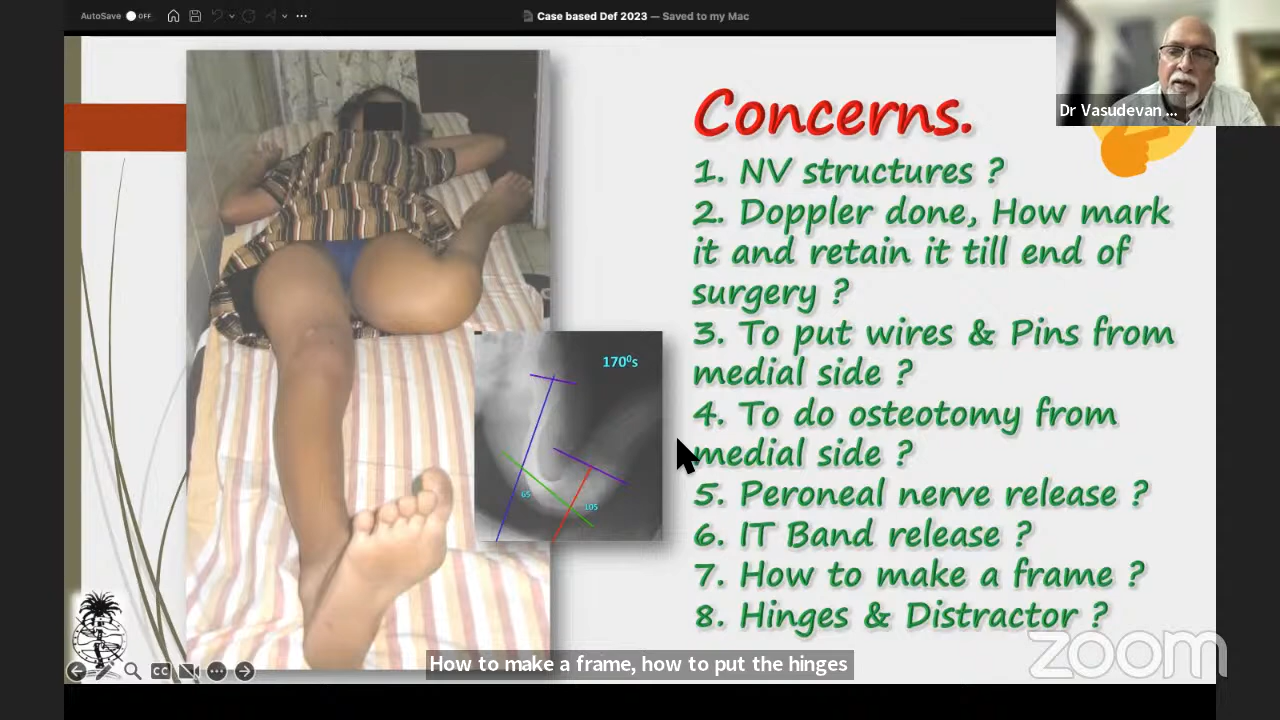 AutoSave OFF
Case based Def 2023 — Saved to my Mac
Dr Vasudevan ...
Concerns.
1. NV structures ?
2. Doppler done, How mark
it and retain it till end of
surgery ?
3. To put wires & Pins from
medial side ?
4. To do osteotomy from
medial side ?
5. Peroneal nerve release ?
6. IT Band release ?
7. How to make a frame ?
8. Hinges & Distractor ?
170⁰s
65
105
CC
How to make a frame, how to put the hinges
zoom